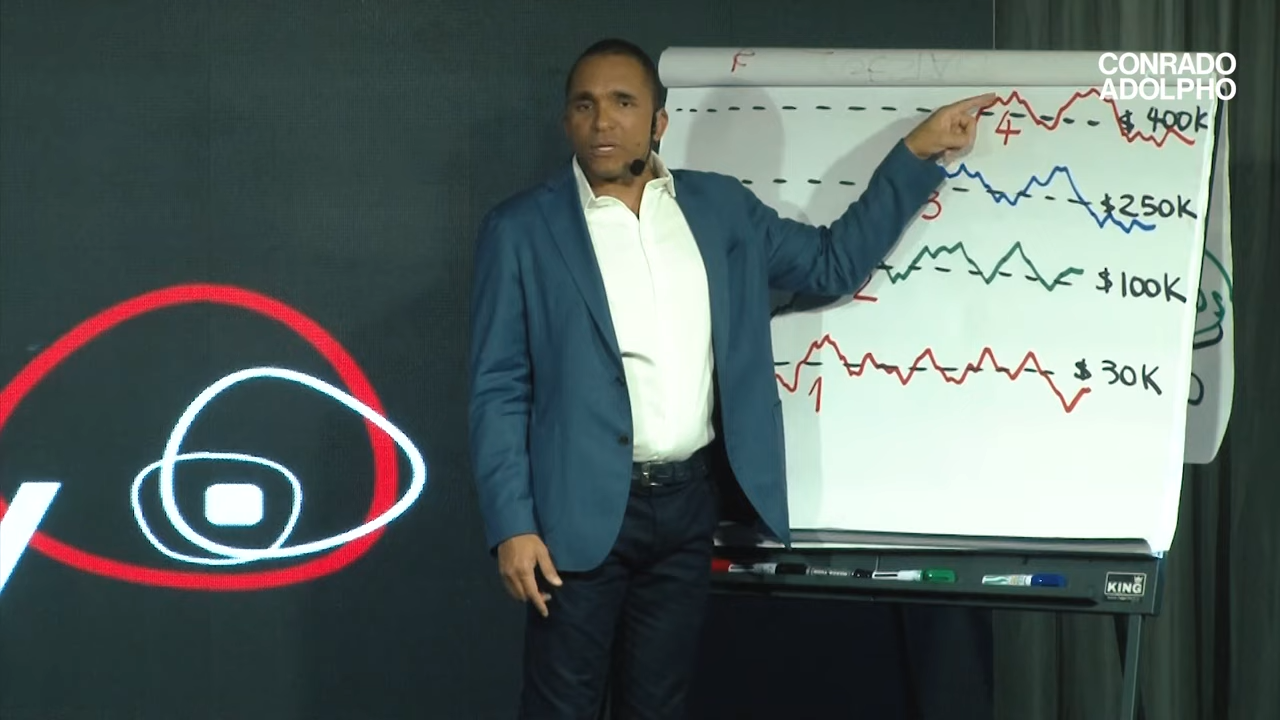 CONRADO
ADOLPHO
F
4
$ 400K
3
$250K
2
$100K
1
$ 30K
KING
y